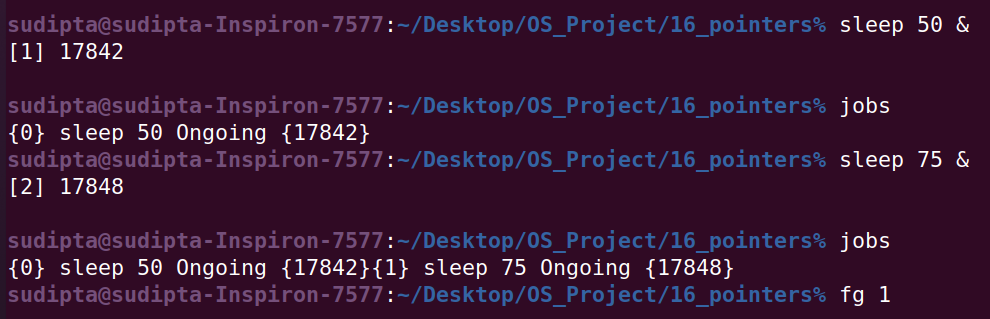 sudipta@sudipta-Inspiron-7577:~/Desktop/OS_Project/16_pointers% sleep 50 &
[1] 17842
sudipta@sudipta-Inspiron-7577:~/Desktop/OS_Project/16_pointers% jobs
{0} sleep 50 Ongoing {17842}
sudipta@sudipta-Inspiron-7577:~/Desktop/OS_Project/16_pointers% sleep 75 &
[2] 17848
sudipta@sudipta-Inspiron-7577:~/Desktop/OS_Project/16_pointers% jobs
{0} sleep 50 Ongoing {17842}{1} sleep 75 Ongoing {17848}
sudipta@sudipta-Inspiron-7577:~/Desktop/OS_Project/16_pointers% fg 1